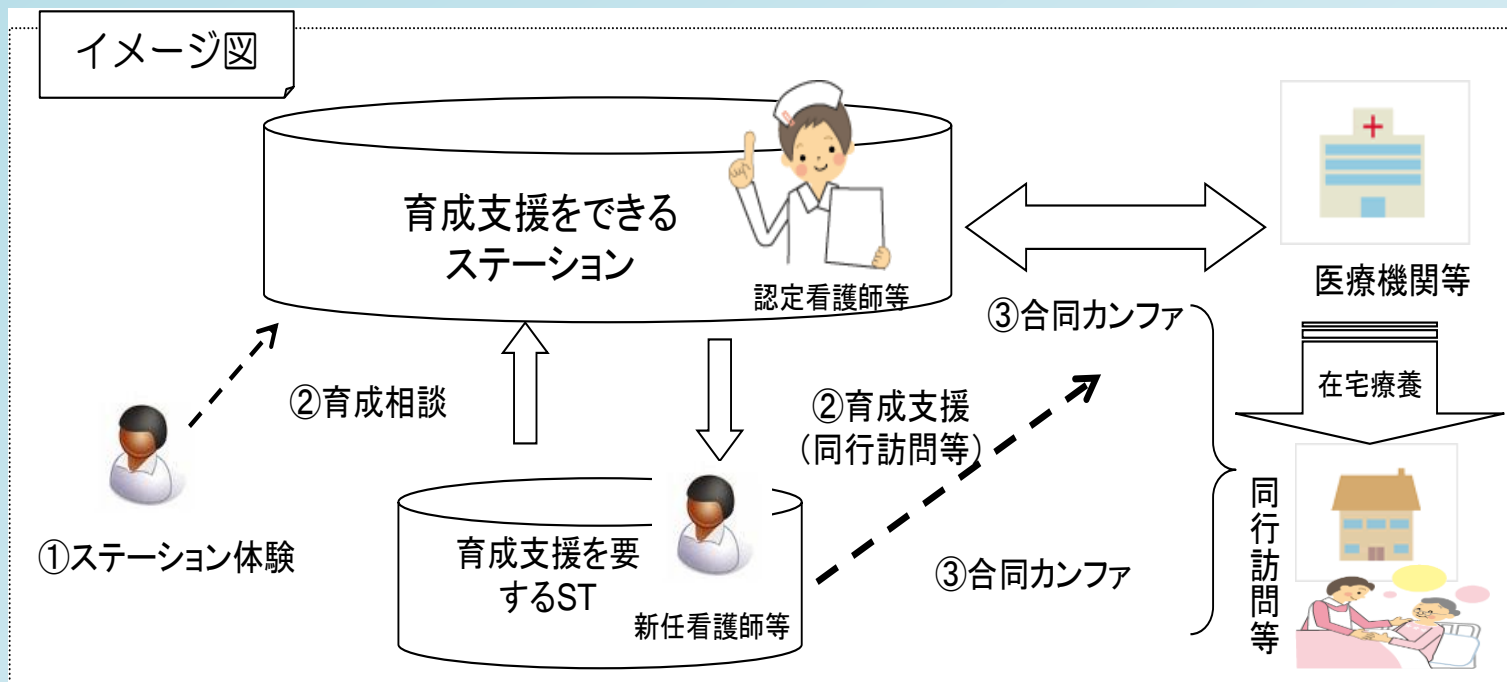 イメージ図
育成支援をできる
ステーション
認定看護師等
医療機関等
③合同カンファ
在宅療養
②育成相談
②育成支援
（同行訪問等）
①ステーション体験
育成支援を要
するST
新任看護師等
③合同カンファ
同行訪問等